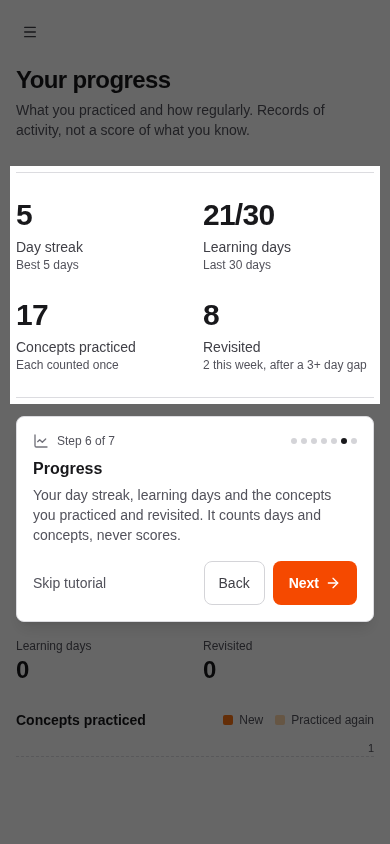 Your progress
What you practiced and how regularly. Records of
activity, not a score of what you know.
5
Day streak
Best 5 days
21/30
Learning days
Last 30 days
17
Concepts practiced
Each counted once
8
Revisited
2 this week, after a 3+ day gap
Step 6 of 7
Progress
Your day streak, learning days and the concepts
you practiced and revisited. It counts days and
concepts, never scores.
Skip tutorial
Back
Next
Learning days
0
Revisited
0
Concepts practiced
New
Practiced again
1